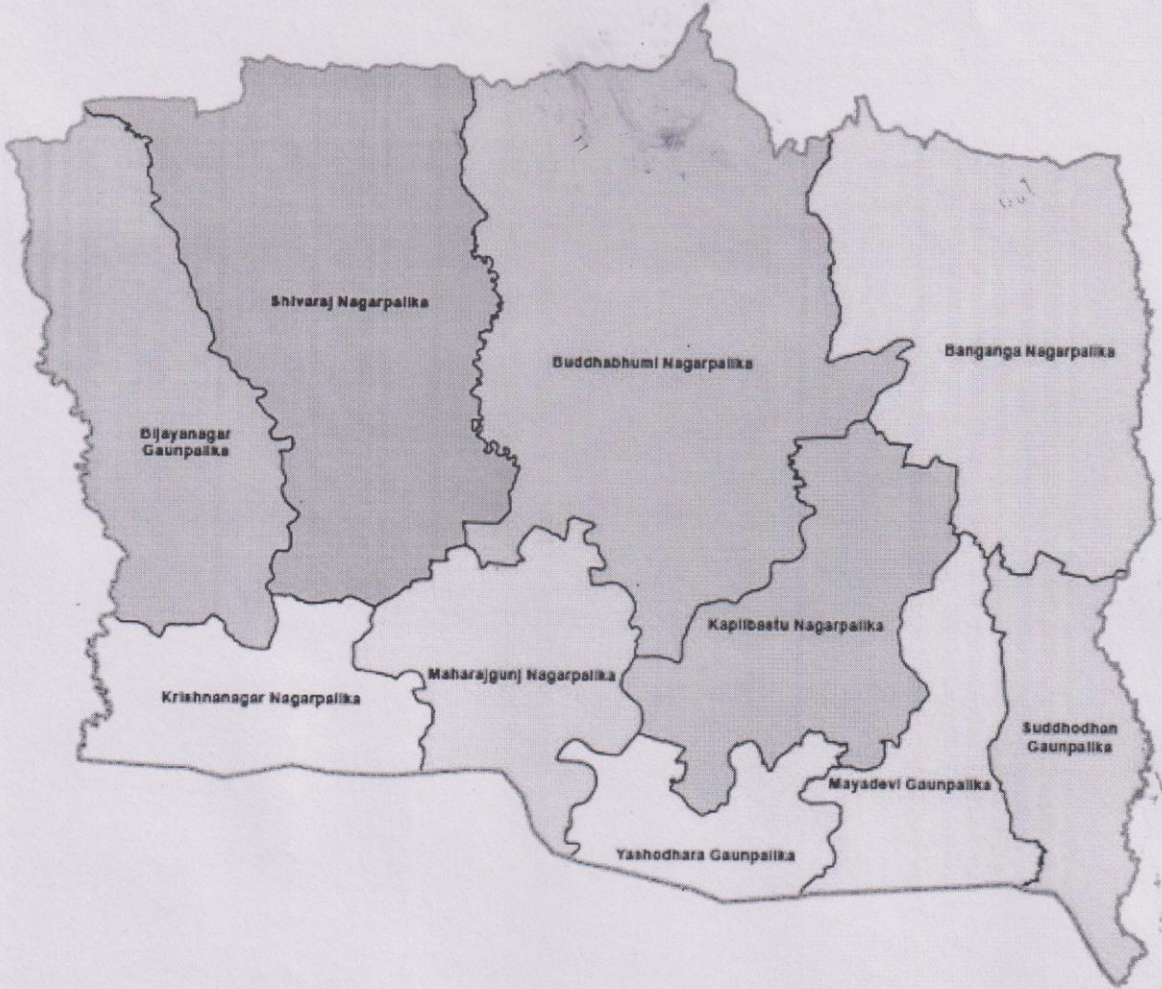 Shivaraj Nagarpalika
Buddhabhumi Nagarpalika
Banganga Nagarpalika
Bijayanagar
Gaunpalika
Kapilbastu Nagarpalika
Maharajgunj Nagarpalika
Krishnanagar Nagarpalika
Suddhodhan
Gaunpalika
Mayadevi Gaunpalika
Yashodhara Gaunpalika